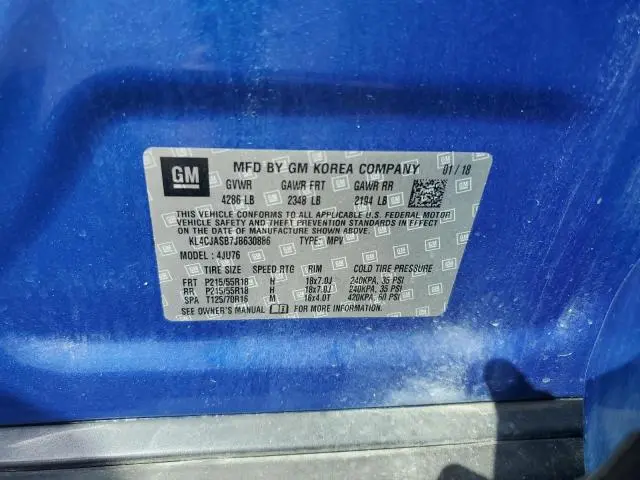 GM MFD BY GM KOREA COMPANY 01/18
GVWR GAWR FRT GAWR RR
4286 LB 2348 LB 2194 LB
THIS VEHICLE CONFORMS TO ALL APPLICABLE U.S. FEDERAL MOTOR
VEHICLE SAFETY AND THEFT PREVENTION STANDARDS IN EFFECT
ON THE DATE OF MANUFACTURE SHOWN ABOVE.
KL4CJASB7JB630886 TYPE: MPV
MODEL : 4JU76
TIRE SIZE SPEED RTG RIM COLD TIRE PRESSURE
FRT P215/55R18 H 18x7.0J 240KPA, 35 PSI
RR P215/55R18 H 18x7.0J 240KPA, 35 PSI
SPA T125/70R16 M 16x4.0T 420KPA, 60 PSI
SEE OWNER'S MANUAL FOR MORE INFORMATION.